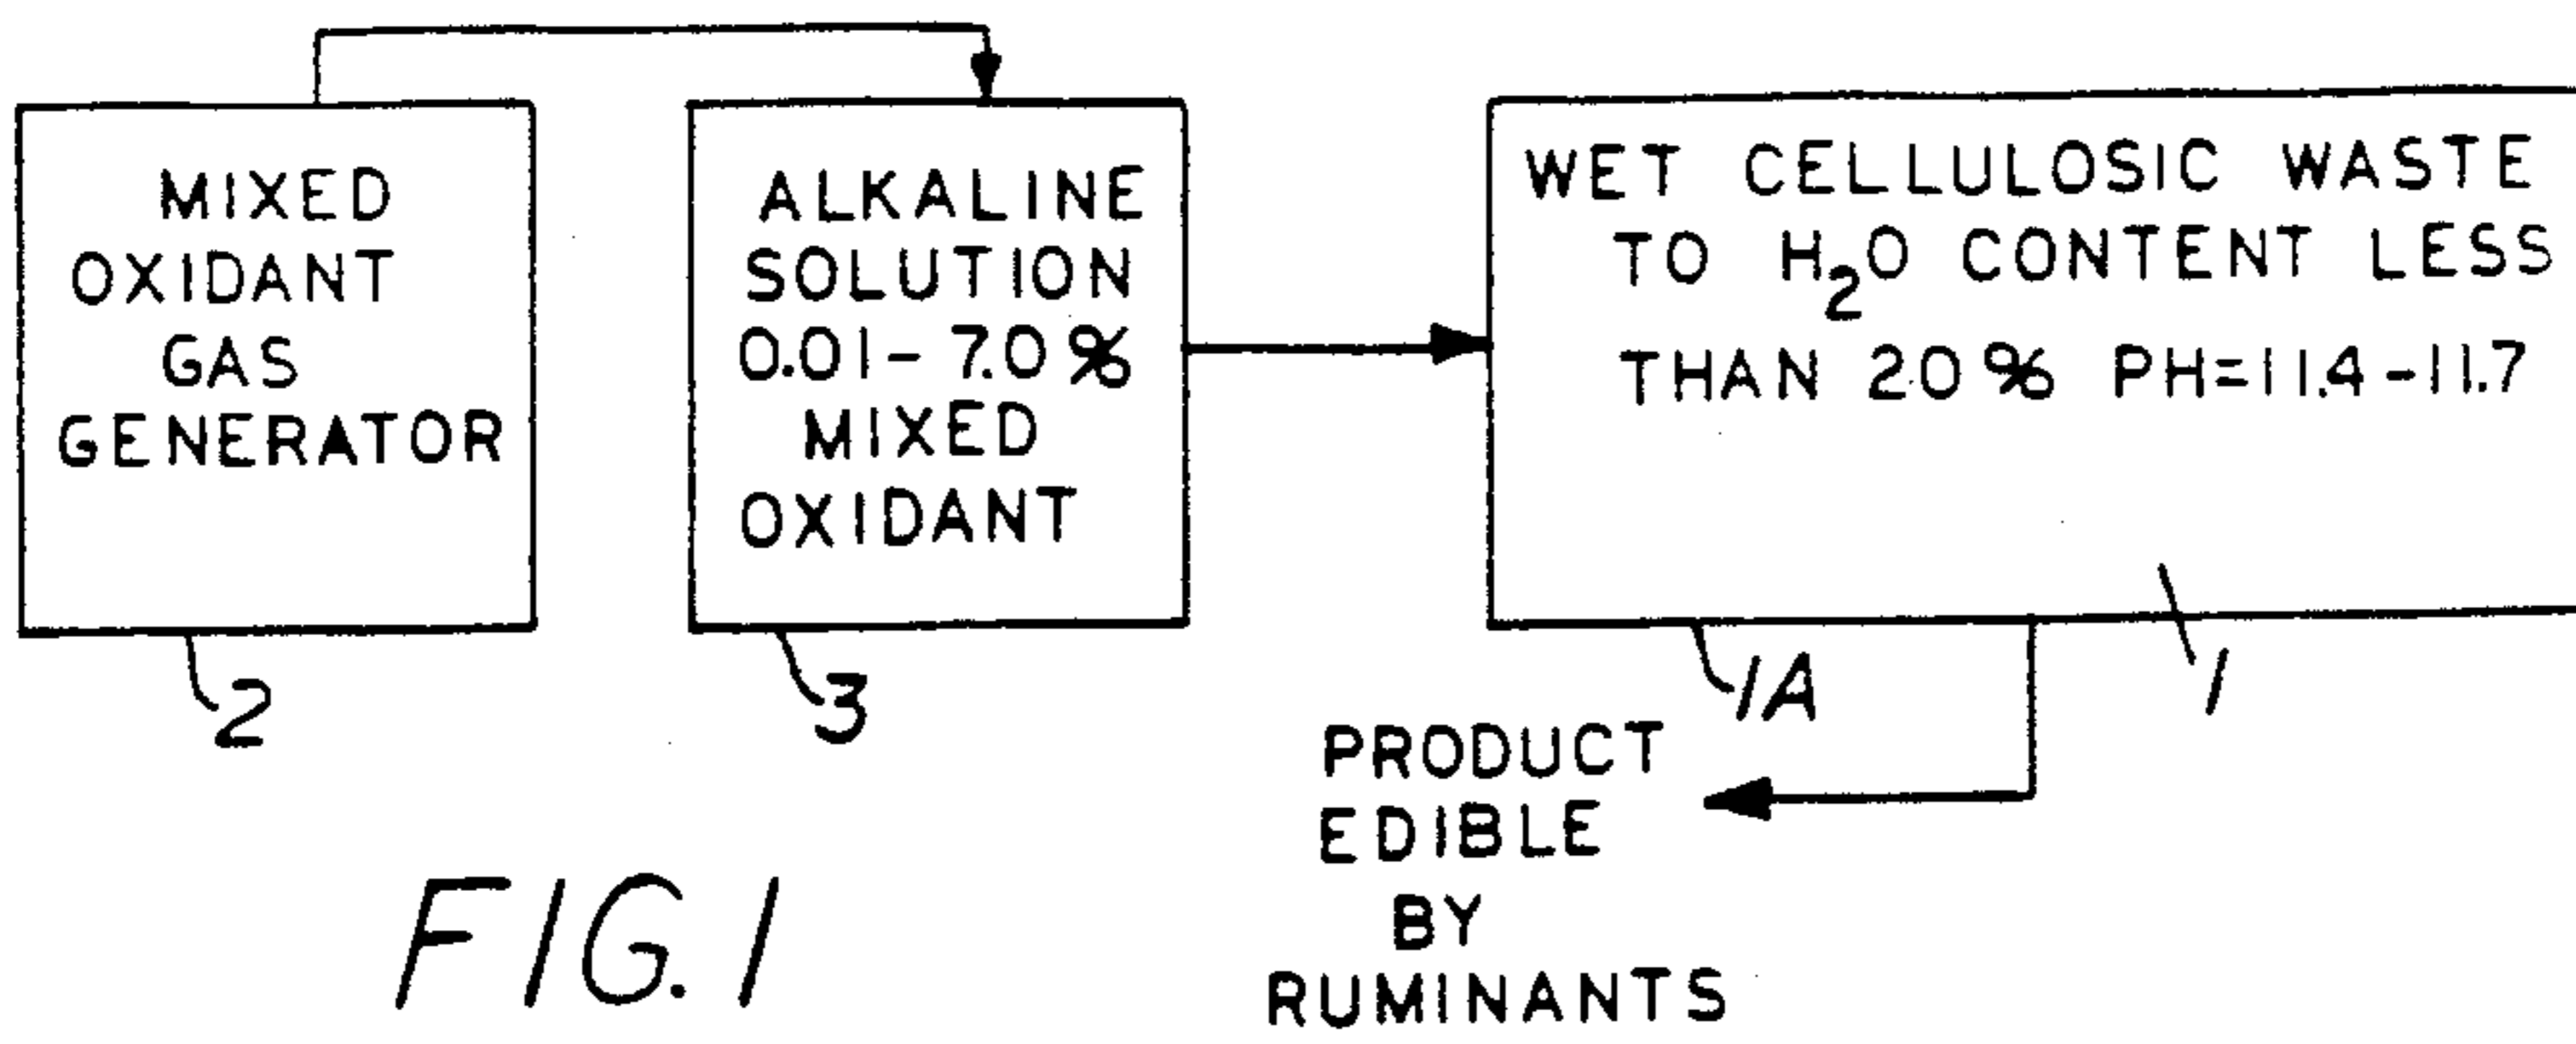 MIXED
OXIDANT
GAS
GENERATOR
2
ALKALINE
SOLUTION
0.01-7.0%
MIXED
OXIDANT
3
WET CELLULOSIC WASTE
TO H₂O CONTENT LESS
THAN 20% PH=11.4-11.7
1A
1
PRODUCT
EDIBLE
BY
RUMINANTS
FIG. 1